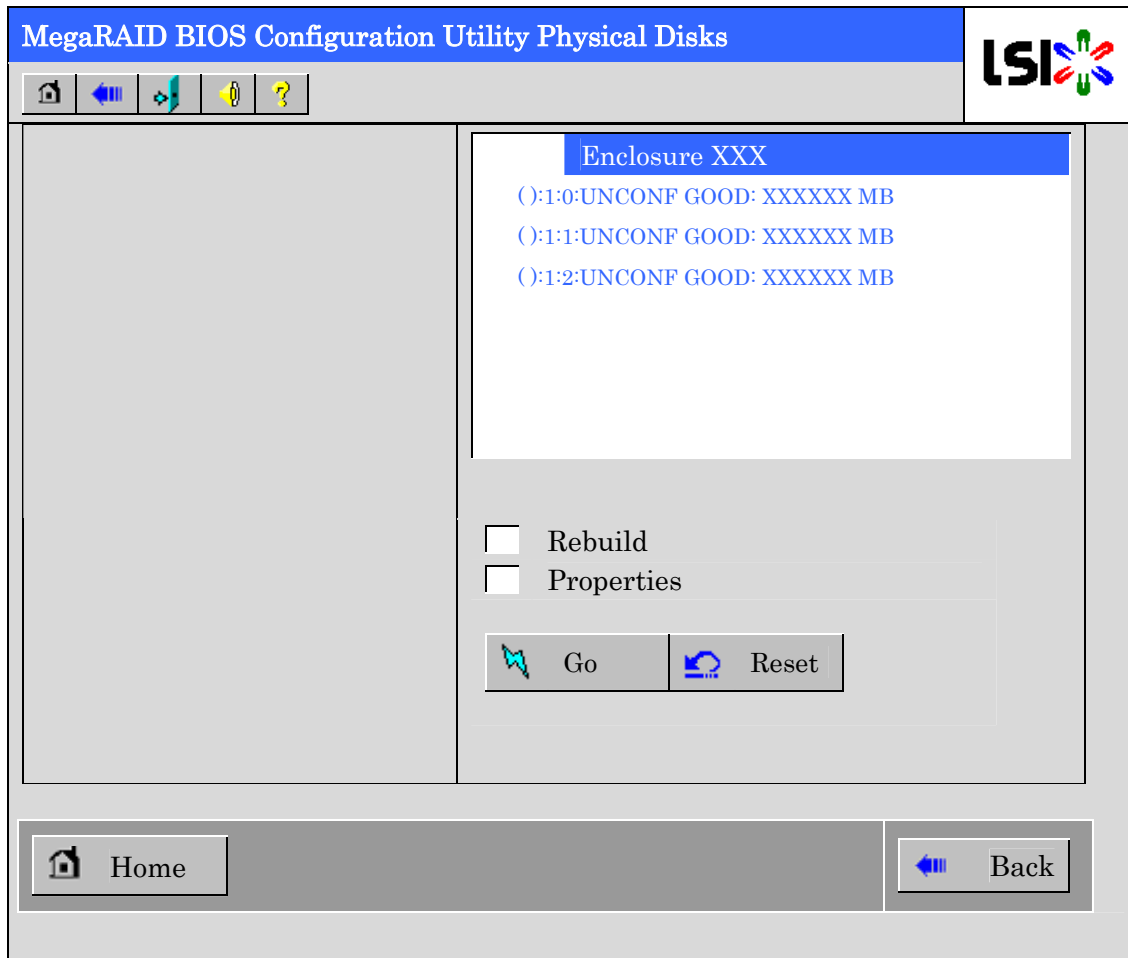 MegaRAID BIOS Configuration Utility Physical Disks
LSI
Enclosure XXX
( ):1:0:UNCONF GOOD: XXXXXX MB
( ):1:1:UNCONF GOOD: XXXXXX MB
( ):1:2:UNCONF GOOD: XXXXXX MB
Rebuild
Properties
Go
Reset
Home
Back